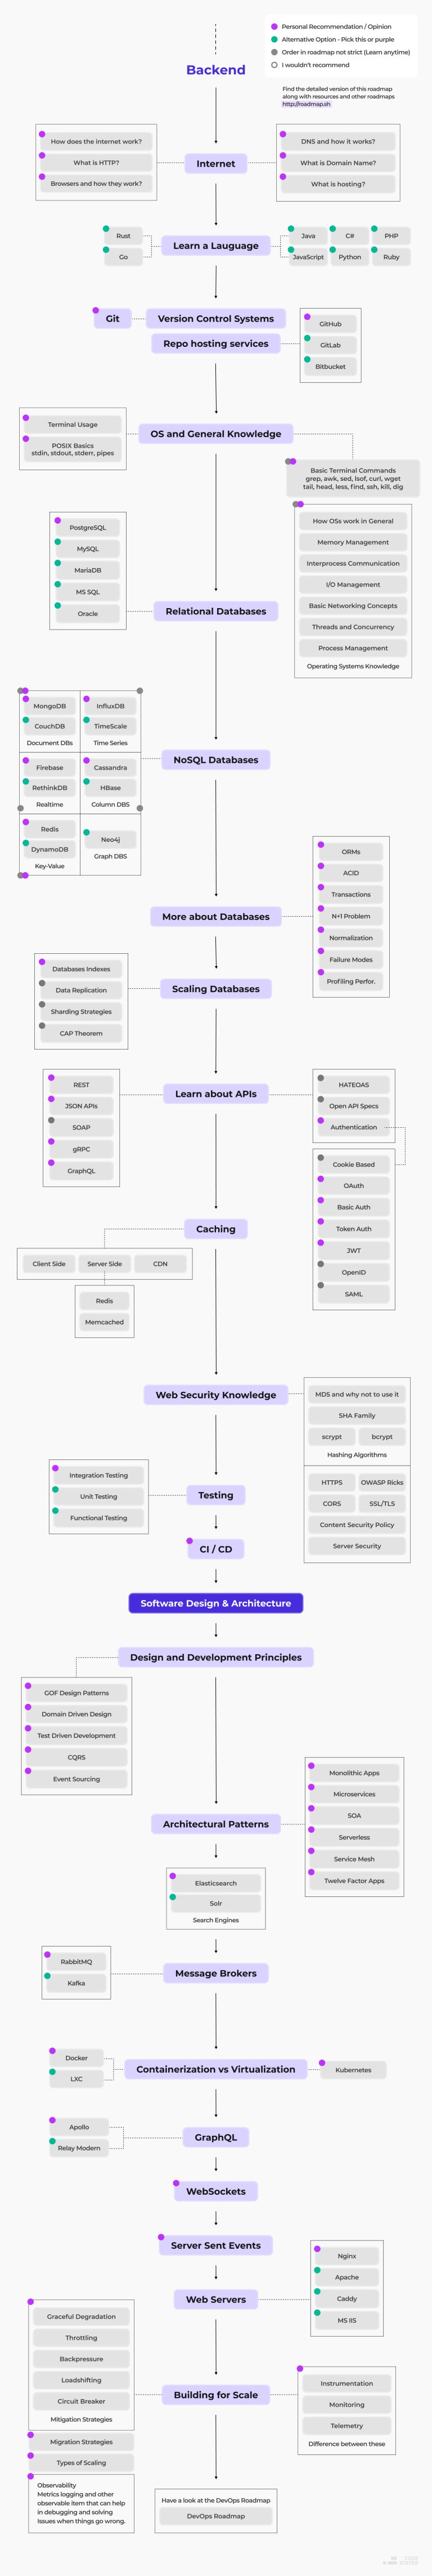 Personal Recommendation / Opinion
Alternative Option - Pick this or purple
Order in roadmap not strict (Learn anytime)
I wouldn't recommend
Backend
Find the detailed version of this roadmap
along with resources and other roadmaps
http://roadmap.sh
How does the internet work?
What is HTTP?
Browsers and how they work?
Internet
DNS and how it works?
What is Domain Name?
What is hosting?
Rust
Go
Learn a Lauguage
Java
C#
PHP
JavaScript
Python
Ruby
Git
Version Control Systems
Repo hosting services
GitHub
GitLab
Bitbucket
Terminal Usage
POSIX Basics
stdin, stdout, stderr, pipes
OS and General Knowledge
Basic Terminal Commands
grep, awk, sed, lsof, curl, wget
tail, head, less, find, ssh, kill, dig
How OSs work in General
Memory Management
Interprocess Communication
I/O Management
Basic Networking Concepts
Threads and Concurrency
Process Management
Operating Systems Knowledge
PostgreSQL
MySQL
MariaDB
MS SQL
Oracle
Relational Databases
MongoDB
CouchDB
Document DBs
InfluxDB
TimeScale
Time Series
Firebase
RethinkDB
Realtime
Cassandra
HBase
Column DBS
Redis
DynamoDB
Key-Value
Neo4j
Graph DBS
NoSQL Databases
More about Databases
ORMs
ACID
Transactions
N+1 Problem
Normalization
Failure Modes
Profiling Perfor.
Databases Indexes
Data Replication
Sharding Strategies
CAP Theorem
Scaling Databases
REST
JSON APIs
SOAP
gRPC
GraphQL
Learn about APIs
HATEOAS
Open API Specs
Authentication
Cookie Based
OAuth
Basic Auth
Token Auth
JWT
OpenID
SAML
Caching
Client Side
Server Side
CDN
Redis
Memcached
Web Security Knowledge
MD5 and why not to use it
SHA Family
scrypt
bcrypt
Hashing Algorithms
HTTPS
OWASP Ricks
CORS
SSL/TLS
Content Security Policy
Server Security
Integration Testing
Unit Testing
Functional Testing
Testing
CI / CD
Software Design & Architecture
Design and Development Principles
GOF Design Patterns
Domain Driven Design
Test Driven Development
CQRS
Event Sourcing
Architectural Patterns
Monolithic Apps
Microservices
SOA
Serverless
Service Mesh
Twelve Factor Apps
Elasticsearch
Solr
Search Engines
RabbitMQ
Kafka
Message Brokers
Docker
LXC
Containerization vs Virtualization
Kubernetes
Apollo
Relay Modern
GraphQL
WebSockets
Server Sent Events
Web Servers
Nginx
Apache
Caddy
MS IIS
Graceful Degradation
Throttling
Backpressure
Loadshifting
Circuit Breaker
Mitigation Strategies
Migration Strategies
Types of Scaling
Observability
Metrics logging and other
observable item that can help
in debugging and solving
Issues when things go wrong.
Building for Scale
Instrumentation
Monitoring
Telemetry
Difference between these
Have a look at the DevOps Roadmap
DevOps Roadmap